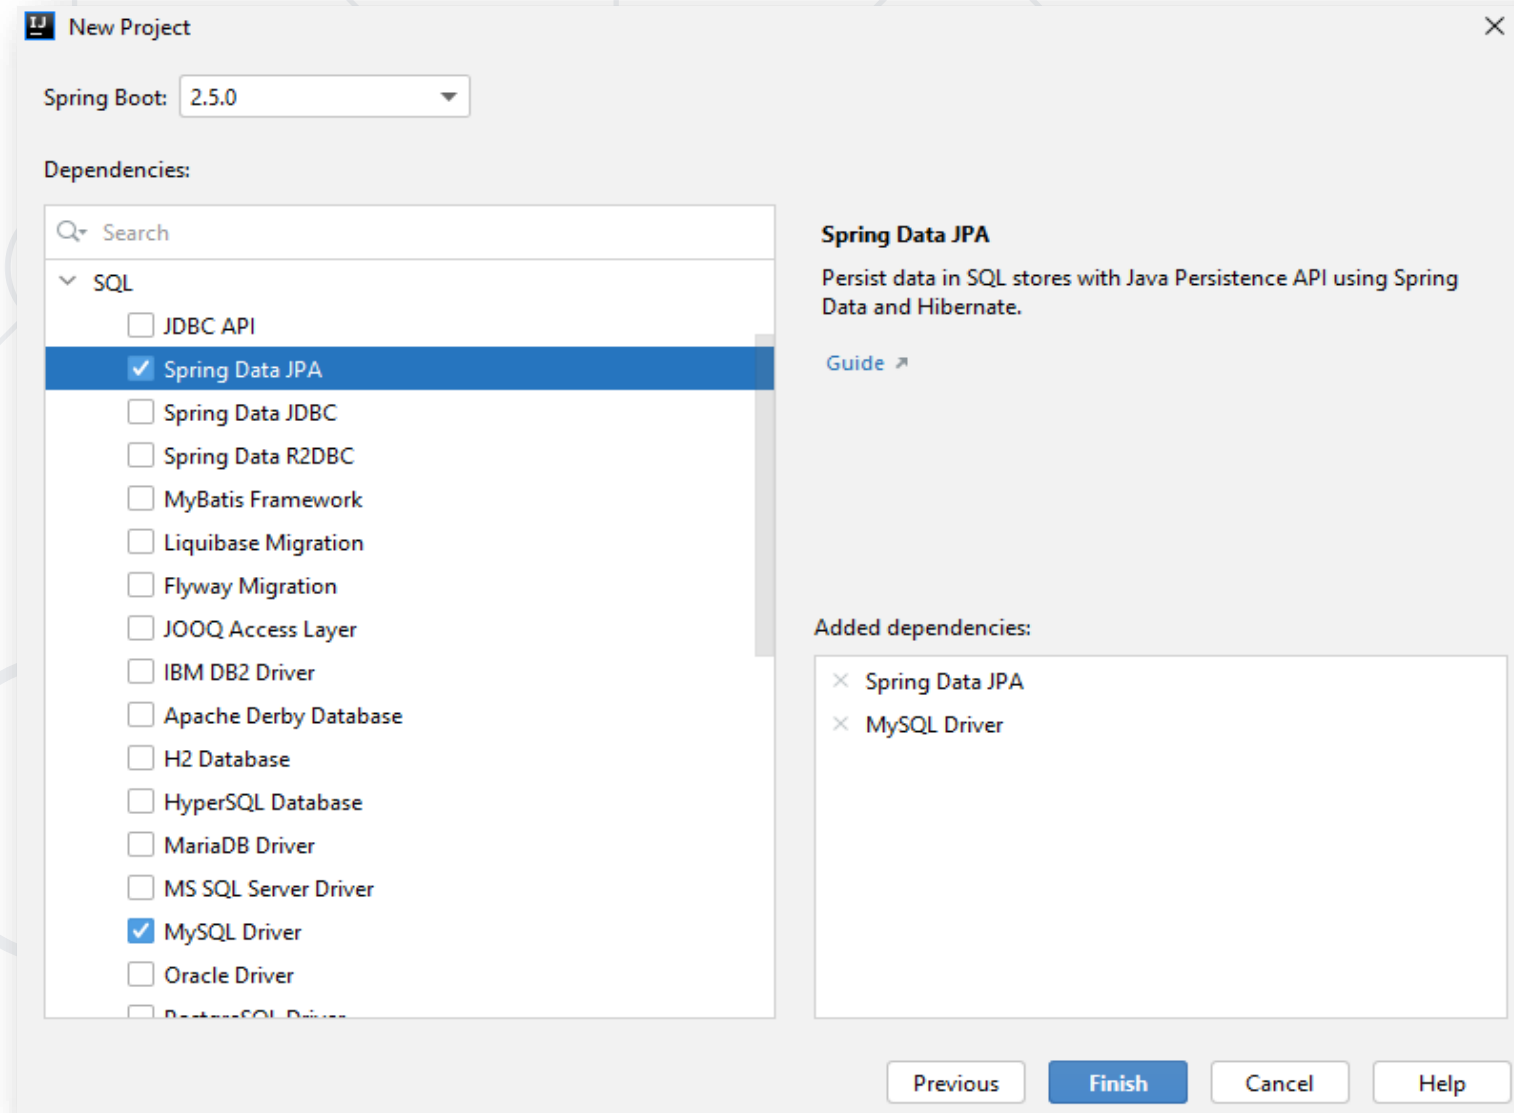 IJ
New Project
Spring Boot: 2.5.0
Dependencies:
Search
SQL
JDBC API
Spring Data JPA
Spring Data JDBC
Spring Data R2DBC
MyBatis Framework
Liquibase Migration
Flyway Migration
JOOQ Access Layer
IBM DB2 Driver
Apache Derby Database
H2 Database
HyperSQL Database
MariaDB Driver
MS SQL Server Driver
MySQL Driver
Oracle Driver
PostgreSQL Driver
Spring Data JPA
Persist data in SQL stores with Java Persistence API using Spring
Data and Hibernate.
Guide
Added dependencies:
Spring Data JPA
MySQL Driver
Previous
Finish
Cancel
Help